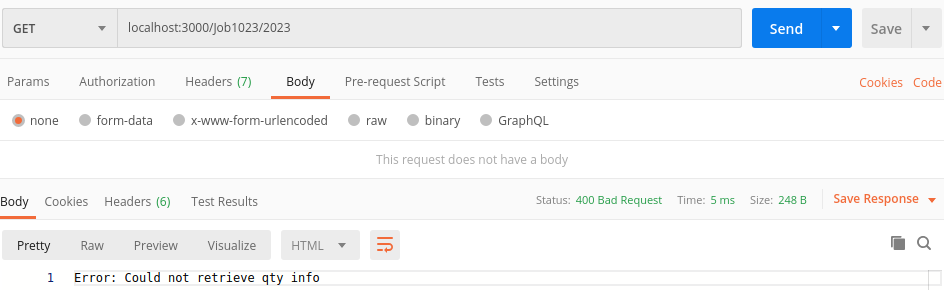 GET localhost:3000/Job1023/2023 Send Save
Params Authorization Headers (7) Body Pre-request Script Tests Settings Cookies Code
none form-data x-www-form-urlencoded raw binary GraphQL
This request does not have a body
Body Cookies Headers (6) Test Results Status: 400 Bad Request Time: 5 ms Size: 248 B Save Response
Pretty Raw Preview Visualize HTML
1 Error: Could not retrieve qty info